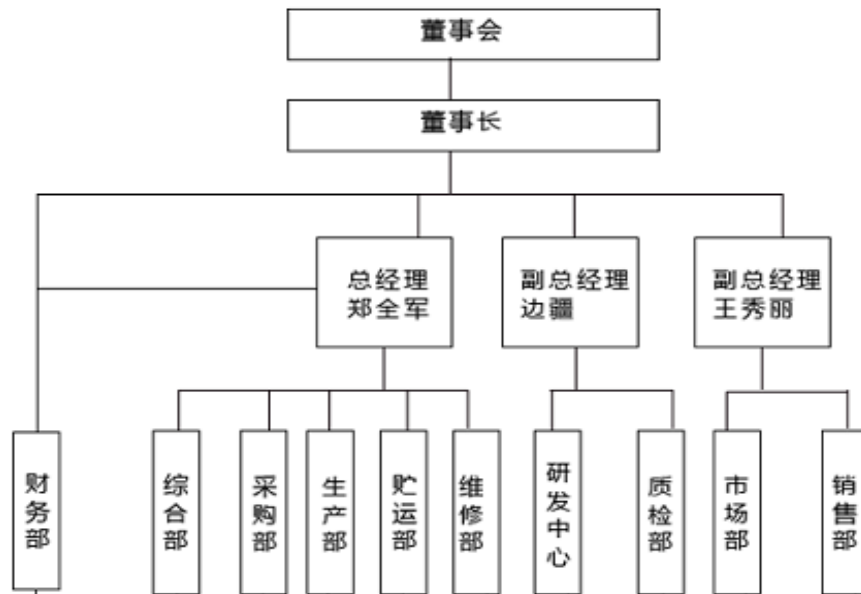 董事会
董事长
总经理
郑全军
副总经理
边疆
副总经理
王秀丽
财务部
综合部
采购部
生产部
贮运部
维修部
研发中心
质检部
市场部
销售部